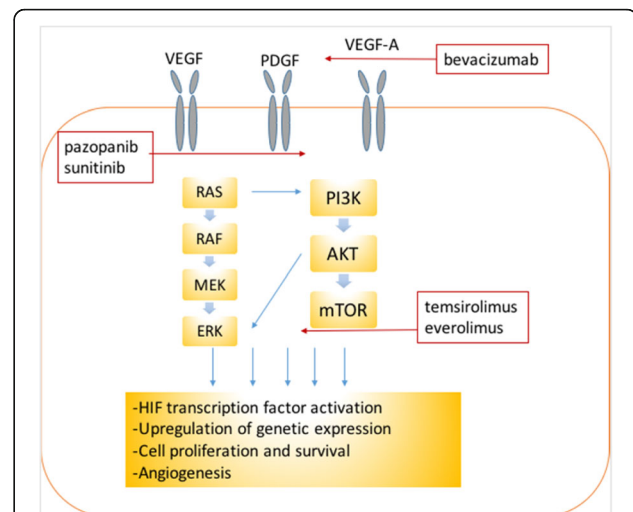 VEGF
PDGF
VEGF-A
bevacizumab
pazopanib
sunitinib
RAS
PI3K
RAF
AKT
MEK
mTOR
ERK
temsirolimus
everolimus
-HIF transcription factor activation
-Upregulation of genetic expression
-Cell proliferation and survival
-Angiogenesis